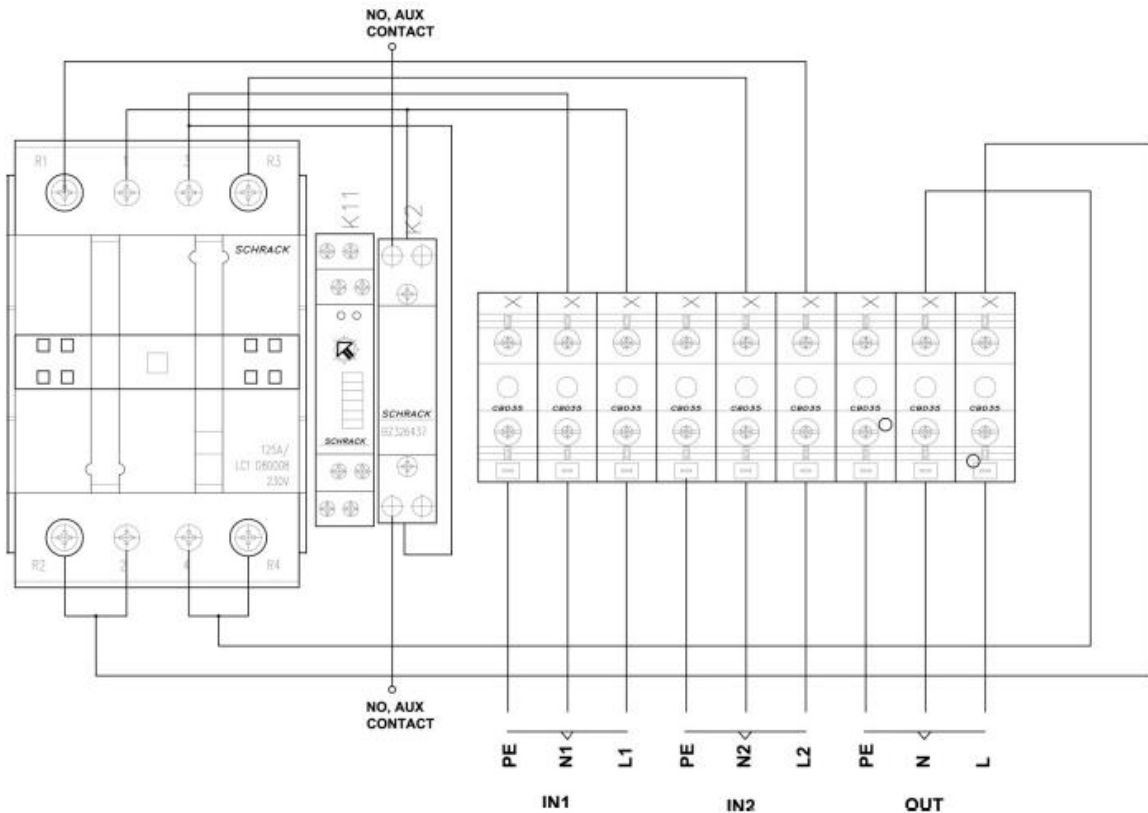 NO, AUX
CONTACT
R1 1 3 R3
K11
K2
SCHRACK
125A/
LC1 D80008
230V
SCHRACK
SCHRACK
BZ326437
X X X X X X X X X
CBD35 CBD35 CBD35 CBD35 CBD35 CBD35 CBD35 CBD35 CBD35
R2 2 4 R4
NO, AUX
CONTACT
PE N1 L1 PE N2 L2 PE N L
IN1 IN2 OUT